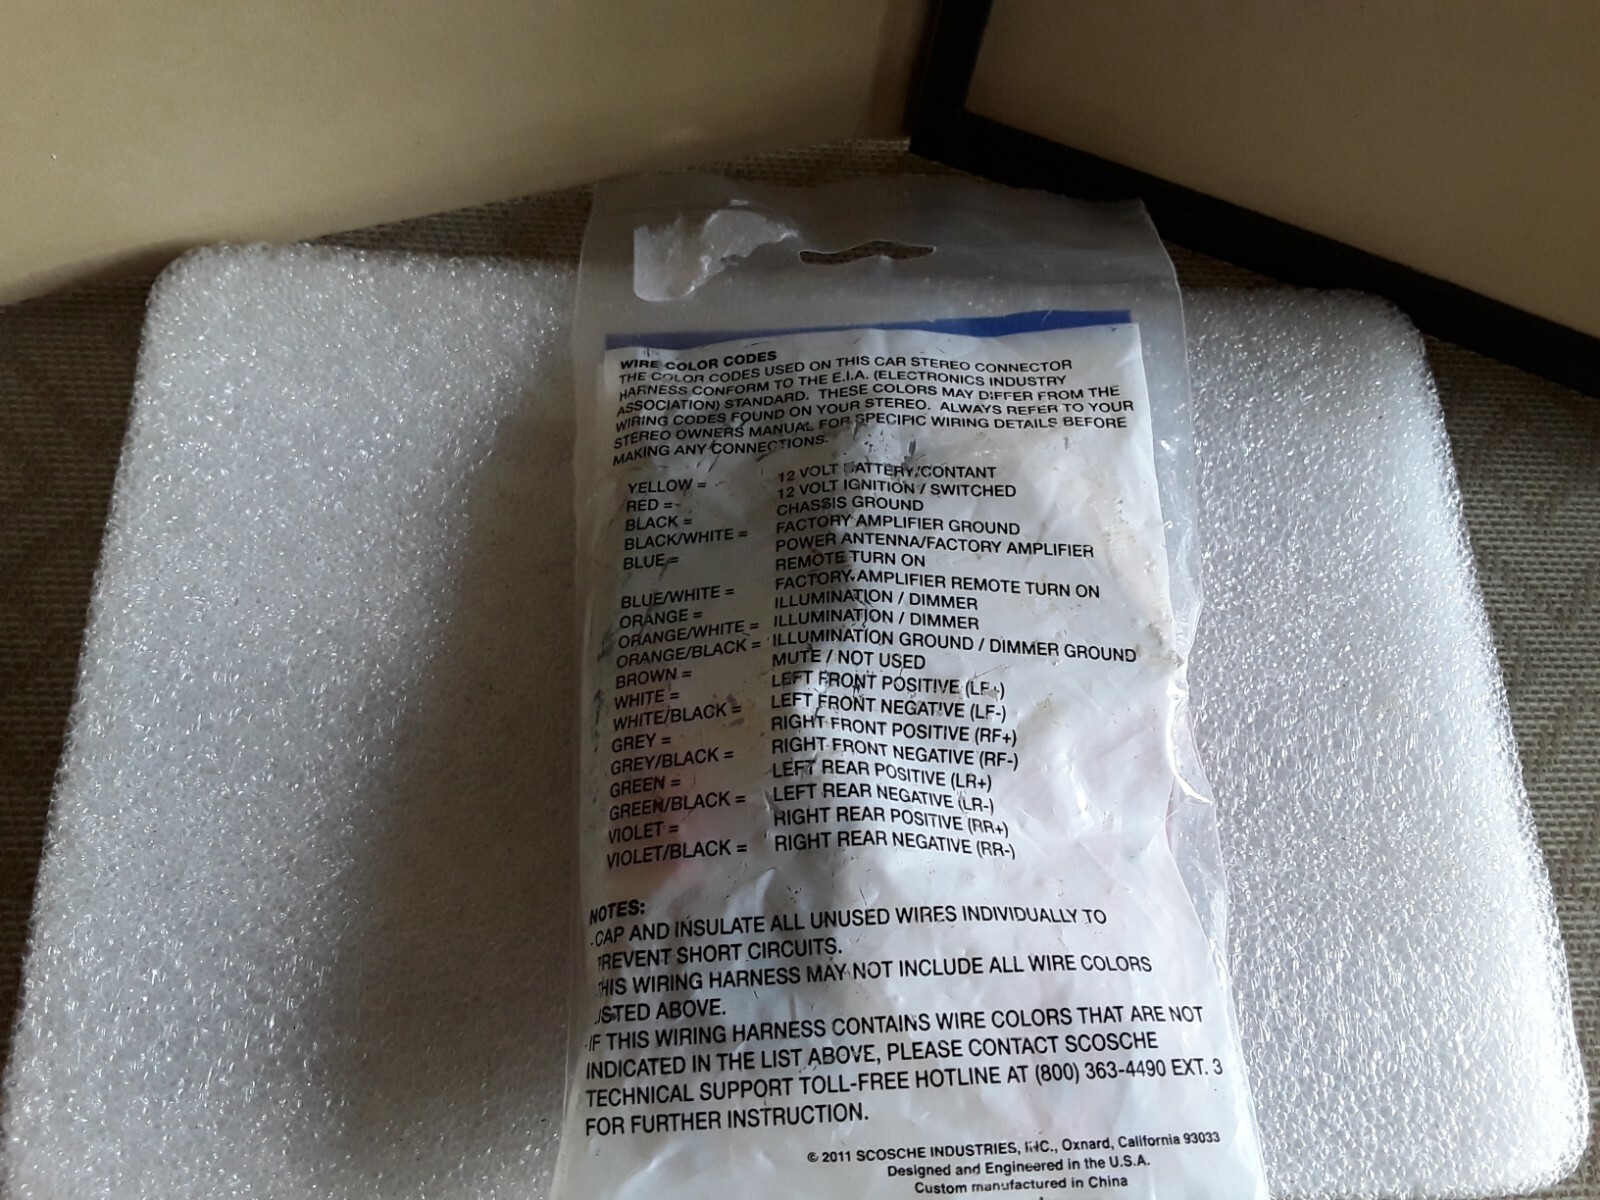 WIRE COLOR CODES
THE COLOR CODES USED ON THIS CAR STEREO CONNECTOR
HARNESS CONFORM TO THE E.I.A. (ELECTRONICS INDUSTRY
ASSOCIATION) STANDARD. THESE COLORS MAY DIFFER FROM THE
WIRING CODES FOUND ON YOUR STEREO. ALWAYS REFER TO YOUR
STEREO OWNERS MANUAL FOR SPECIFIC WIRING DETAILS BEFORE
MAKING ANY CONNECTIONS.
YELLOW = 12 VOLT BATTERY/CONTANT
RED = 12 VOLT IGNITION / SWITCHED
BLACK = CHASSIS GROUND
BLACK/WHITE = FACTORY AMPLIFIER GROUND
BLUE = POWER ANTENNA/FACTORY AMPLIFIER
REMOTE TURN ON
BLUE/WHITE = FACTORY AMPLIFIER REMOTE TURN ON
ORANGE = ILLUMINATION / DIMMER
ORANGE/WHITE = ILLUMINATION / DIMMER
ORANGE/BLACK = ILLUMINATION GROUND / DIMMER GROUND
BROWN = MUTE / NOT USED
WHITE = LEFT FRONT POSITIVE (LF+)
WHITE/BLACK = LEFT FRONT NEGATIVE (LF-)
GREY = RIGHT FRONT POSITIVE (RF+)
GREY/BLACK = RIGHT FRONT NEGATIVE (RF-)
GREEN = LEFT REAR POSITIVE (LR+)
GREEN/BLACK = LEFT REAR NEGATIVE (LR-)
VIOLET = RIGHT REAR POSITIVE (RR+)
VIOLET/BLACK = RIGHT REAR NEGATIVE (RR-)
NOTES:
-CAP AND INSULATE ALL UNUSED WIRES INDIVIDUALLY TO
PREVENT SHORT CIRCUITS.
THIS WIRING HARNESS MAY NOT INCLUDE ALL WIRE COLORS
LISTED ABOVE.
-IF THIS WIRING HARNESS CONTAINS WIRE COLORS THAT ARE NOT
INDICATED IN THE LIST ABOVE, PLEASE CONTACT SCOSCHE
TECHNICAL SUPPORT TOLL-FREE HOTLINE AT (800) 363-4490 EXT. 3
FOR FURTHER INSTRUCTION.
© 2011 SCOSCHE INDUSTRIES, INC., Oxnard, California 93033
Designed and Engineered in the U.S.A.
Custom manufactured in China